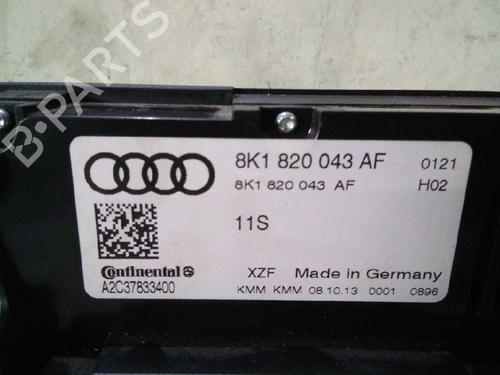 B-PARTS
8K1 820 043 AF 0121
8K1 820 043 AF H02
11S
Continental XZF Made in Germany
A2C37833400 KMM KMM 08.10.13 0001 0896